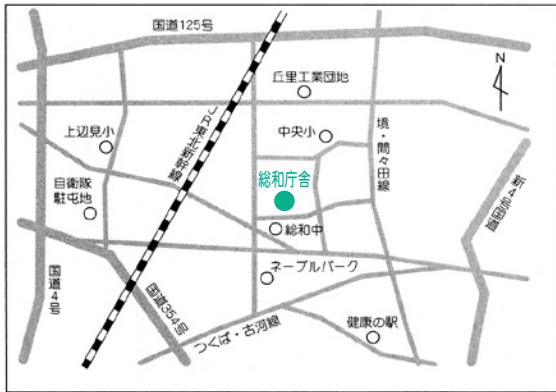 国道125号
N
丘里工業団地
上辺見小
JR東北新幹線
中央小
境・間々田線
総和庁舎
自衛隊
駐屯地
新4号国道
総和中
国道4号
ネーブルパーク
国道354号
つくば・古河線
健康の駅